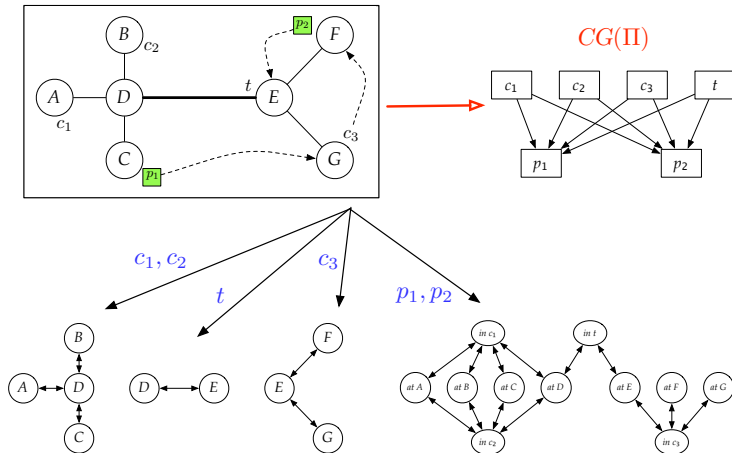 B
c₂
A
c₁
D
C
p₁
p₂
F
t
E
c₃
G
CG(Π)
c₁ c₂ c₃ t
p₁ p₂
c₁, c₂
t
c₃
p₁, p₂
B
A D
C
D E
F
E
G
in c₁ in t
at A at B at C at D at E at F at G
in c₂ in c₃